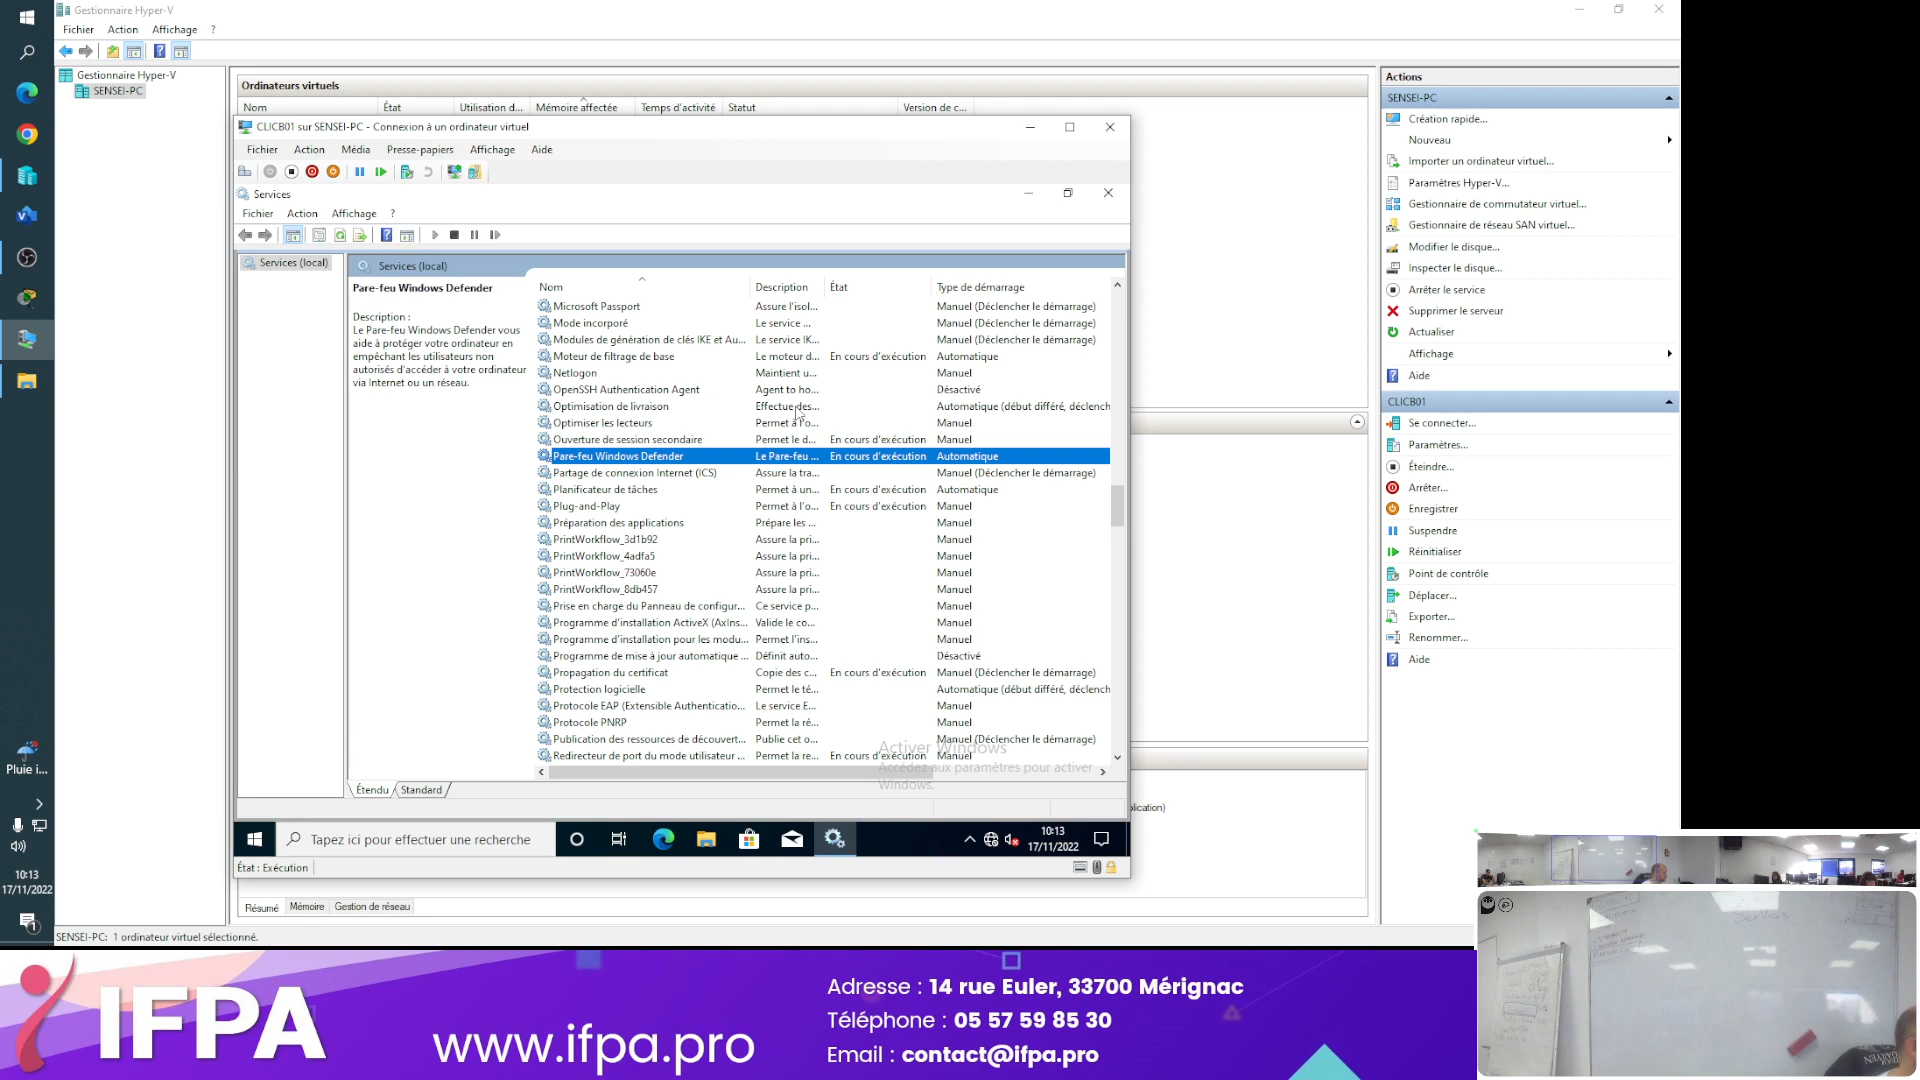 Gestionnaire Hyper-V
Fichier Action Affichage ?
Gestionnaire Hyper-V
SENSEI-PC
Ordinateurs virtuels
Nom État Utilisation d... Mémoire affectée Temps d'activité Statut Version de c...
CLICB01 sur SENSEI-PC - Connexion à un ordinateur virtuel
Fichier Action Média Presse-papiers Affichage Aide
Services
Fichier Action Affichage ?
Services (local)
Services (local)
Pare-feu Windows Defender
Description :
Le Pare-feu Windows Defender vous
aide à protéger votre ordinateur en
empêchant les utilisateurs non
autorisés d'accéder à votre ordinateur
via Internet ou un réseau.
Nom Description État Type de démarrage
Microsoft Passport Assure l'isol... Manuel (Déclencher le démarrage)
Mode incorporé Le service ... Manuel (Déclencher le démarrage)
Modules de génération de clés IKE et Au... Le service IK... Manuel (Déclencher le démarrage)
Moteur de filtrage de base Le moteur d... En cours d'exécution Automatique
Netlogon Maintient u... Manuel
OpenSSH Authentication Agent Agent to ho... Désactivé
Optimisation de livraison Effectue des... Automatique (début différé, déclench
Optimiser les lecteurs Permet à l'o... Manuel
Ouverture de session secondaire Permet le d... En cours d'exécution Manuel
Pare-feu Windows Defender Le Pare-feu ... En cours d'exécution Automatique
Partage de connexion Internet (ICS) Assure la tra... Manuel (Déclencher le démarrage)
Planificateur de tâches Permet à un... En cours d'exécution Automatique
Plug-and-Play Permet à l'o... En cours d'exécution Manuel
Préparation des applications Prépare les ... Manuel
PrintWorkflow_3d1b92 Assure la pri... Manuel
PrintWorkflow_4adfa5 Assure la pri... Manuel
PrintWorkflow_73060e Assure la pri... Manuel
PrintWorkflow_8db457 Assure la pri... Manuel
Prise en charge du Panneau de configur... Ce service p... Manuel
Programme d'installation ActiveX (AxIns... Valide le co... Manuel
Programme d'installation pour les modu... Permet l'ins... Manuel
Programme de mise à jour automatique ... Définit auto... Désactivé
Propagation du certificat Copie des c... En cours d'exécution Manuel (Déclencher le démarrage)
Protection logicielle Permet le té... Automatique (début différé, déclench
Protocole EAP (Extensible Authenticatio... Le service E... Manuel
Protocole PNRP Permet la ré... Manuel
Publication des ressources de découvert... Publie cet o... Manuel (Déclencher le démarrage)
Redirecteur de port du mode utilisateur ... Permet la re... En cours d'exécution Manuel
Activer Windows
Accédez aux paramètres pour activer
Windows.
Étendu Standard
Tapez ici pour effectuer une recherche
10:13
17/11/2022
État : Exécution
lication)
Résumé Mémoire Gestion de réseau
SENSEI-PC: 1 ordinateur virtuel sélectionné.
Actions
SENSEI-PC
Création rapide...
Nouveau
Importer un ordinateur virtuel...
Paramètres Hyper-V...
Gestionnaire de commutateur virtuel...
Gestionnaire de réseau SAN virtuel...
Modifier le disque...
Inspecter le disque...
Arrêter le service
Supprimer le serveur
Actualiser
Affichage
Aide
CLICB01
Se connecter...
Paramètres...
Éteindre...
Arrêter...
Enregistrer
Suspendre
Réinitialiser
Point de contrôle
Déplacer...
Exporter...
Renommer...
Aide
Pluie i...
10:13
17/11/2022
1
IFPA
www.ifpa.pro
Adresse : 14 rue Euler, 33700 Mérignac
Téléphone : 05 57 59 85 30
Email : contact@ifpa.pro